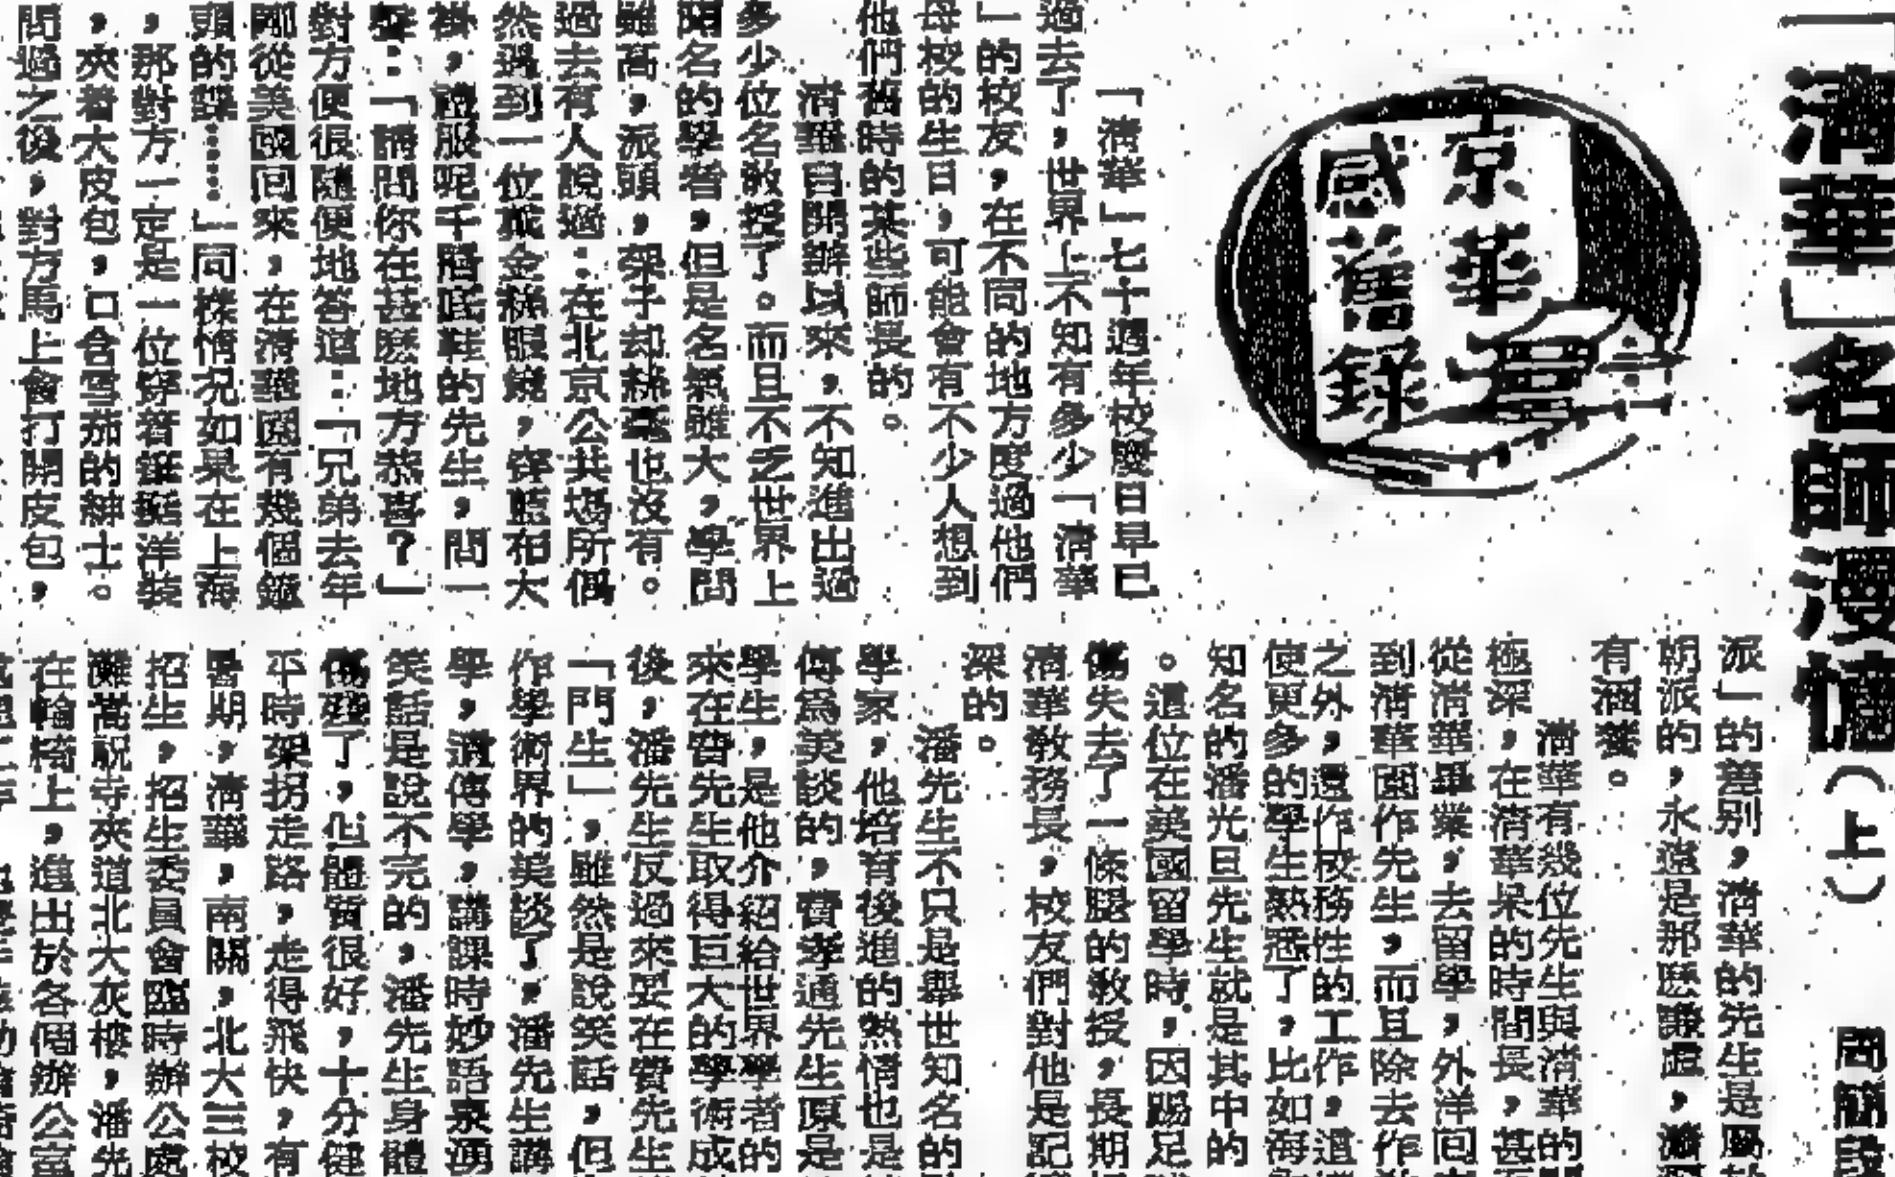 「清華」名師漫憶(上)
周簡段
京華
感舊錄
「清華」七十週年校慶日早已
過去了，世界上不知有多少「清華
」的校友，在不同的地方度過他們
母校的生日，可能會有不少人想到
他們舊時的某些師長的。
清華自開辦以來，不知進出過
多少位名教授了。而且不乏世界上
聞名的學者，但是名氣雖大，學問
雖高，派頭，架子却絲毫也沒有。
過去有人說過：在北京公共場所偶
然遇到一位戴金絲眼鏡，穿藍布大
褂，禮服呢千層底鞋的先生，問一
聲：「請問你在甚麽地方恭喜？」
對方便很隨便地答道：「兄弟去年
剛從美國回來，在清華園有幾個鐘
頭的課……」同樣情况如果在上海
，那對方一定是一位穿着筆挺洋裝
，夾着大皮包，口含雪茄的紳士。
問過之後，對方馬上會打開皮包，
派」的差别，清華的先生是屬於
朝派的，永遠是那麽謙虛，
有涵養。
清華有幾位先生與清華的
極深，在清華呆的時間長，甚
從清華畢業，去留學，外洋回
到清華園作先生，而且除去作
之外，還作校務性的工作，這
使更多的學生熟悉了，比如海
知名的潘光旦先生就是其中的
。這位在美國留學時，因踢足
傷失去了一條腿的教授，長期
清華教務長，校友們對他是記
深的。
潘先生不只是舉世知名的
學家，他培育後進的熱情也是
傳爲美談的，費孝通先生原是
學生，是他介紹給世界學者的
來在費先生取得巨大的學術成
後，潘先生反過來要在費先生
「門生」，雖然是說笑話，但
作學術界的美談了，潘先生講
學，遺傳學，講課時妙語泉湧
笑話是說不完的，潘先生身體
傷殘了，但體質很好，十分健
平時架拐走路，走得飛快，有
暑期，清華，南開，北大三校
招生，招生委員會臨時辦公處
嵩祝寺夾道北大灰樓，潘光
在輪椅上，進出於各個辦公室